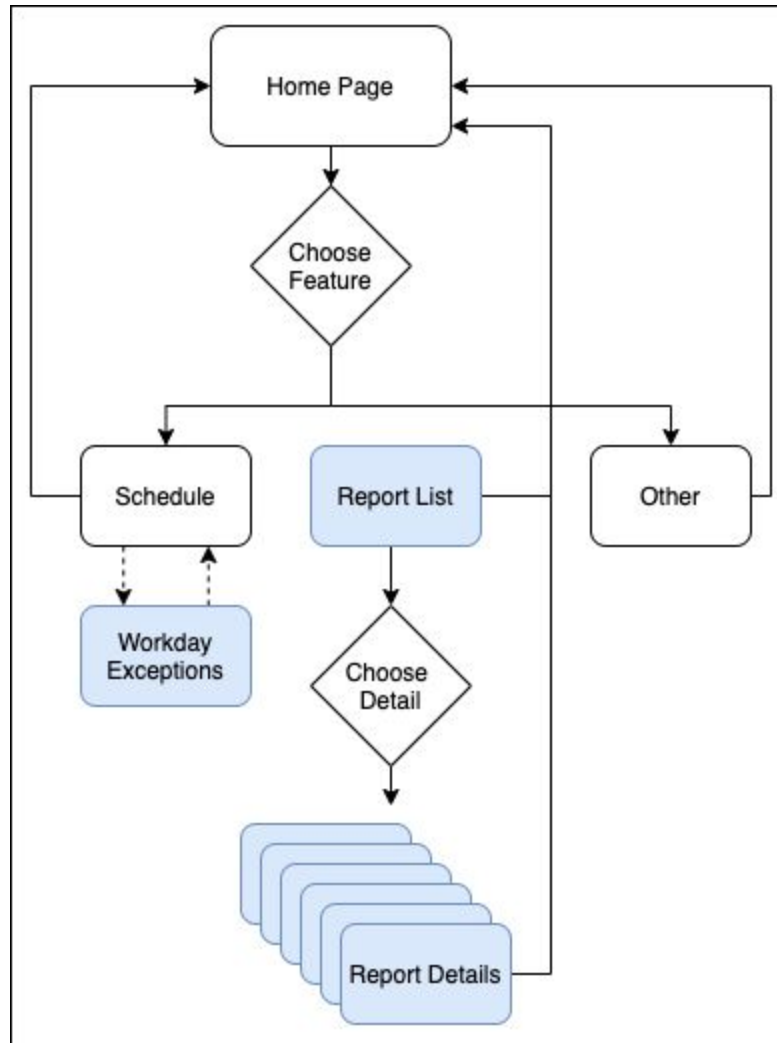 Home Page
Choose
Feature
Schedule
Report List
Other
Workday
Exceptions
Choose
Detail
Report Details